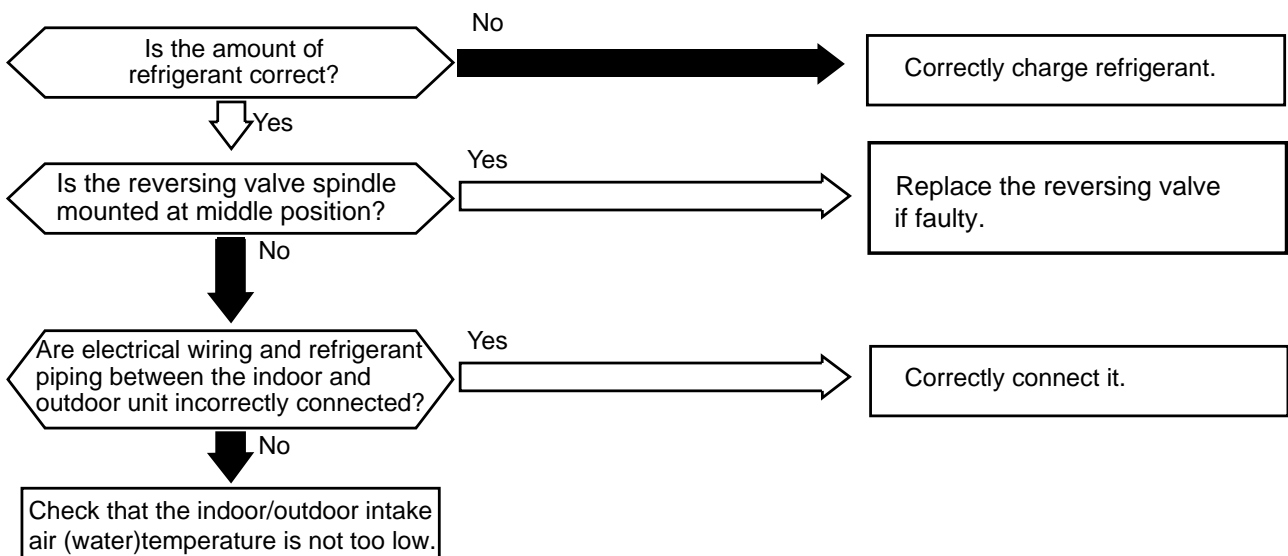 No
Is the amount of
refrigerant correct?
Correctly charge refrigerant.
Yes
Yes
Is the reversing valve spindle
mounted at middle position?
Replace the reversing valve
if faulty.
No
Yes
Are electrical wiring and refrigerant
piping between the indoor and
outdoor unit incorrectly connected?
Correctly connect it.
No
Check that the indoor/outdoor intake
air (water)temperature is not too low.